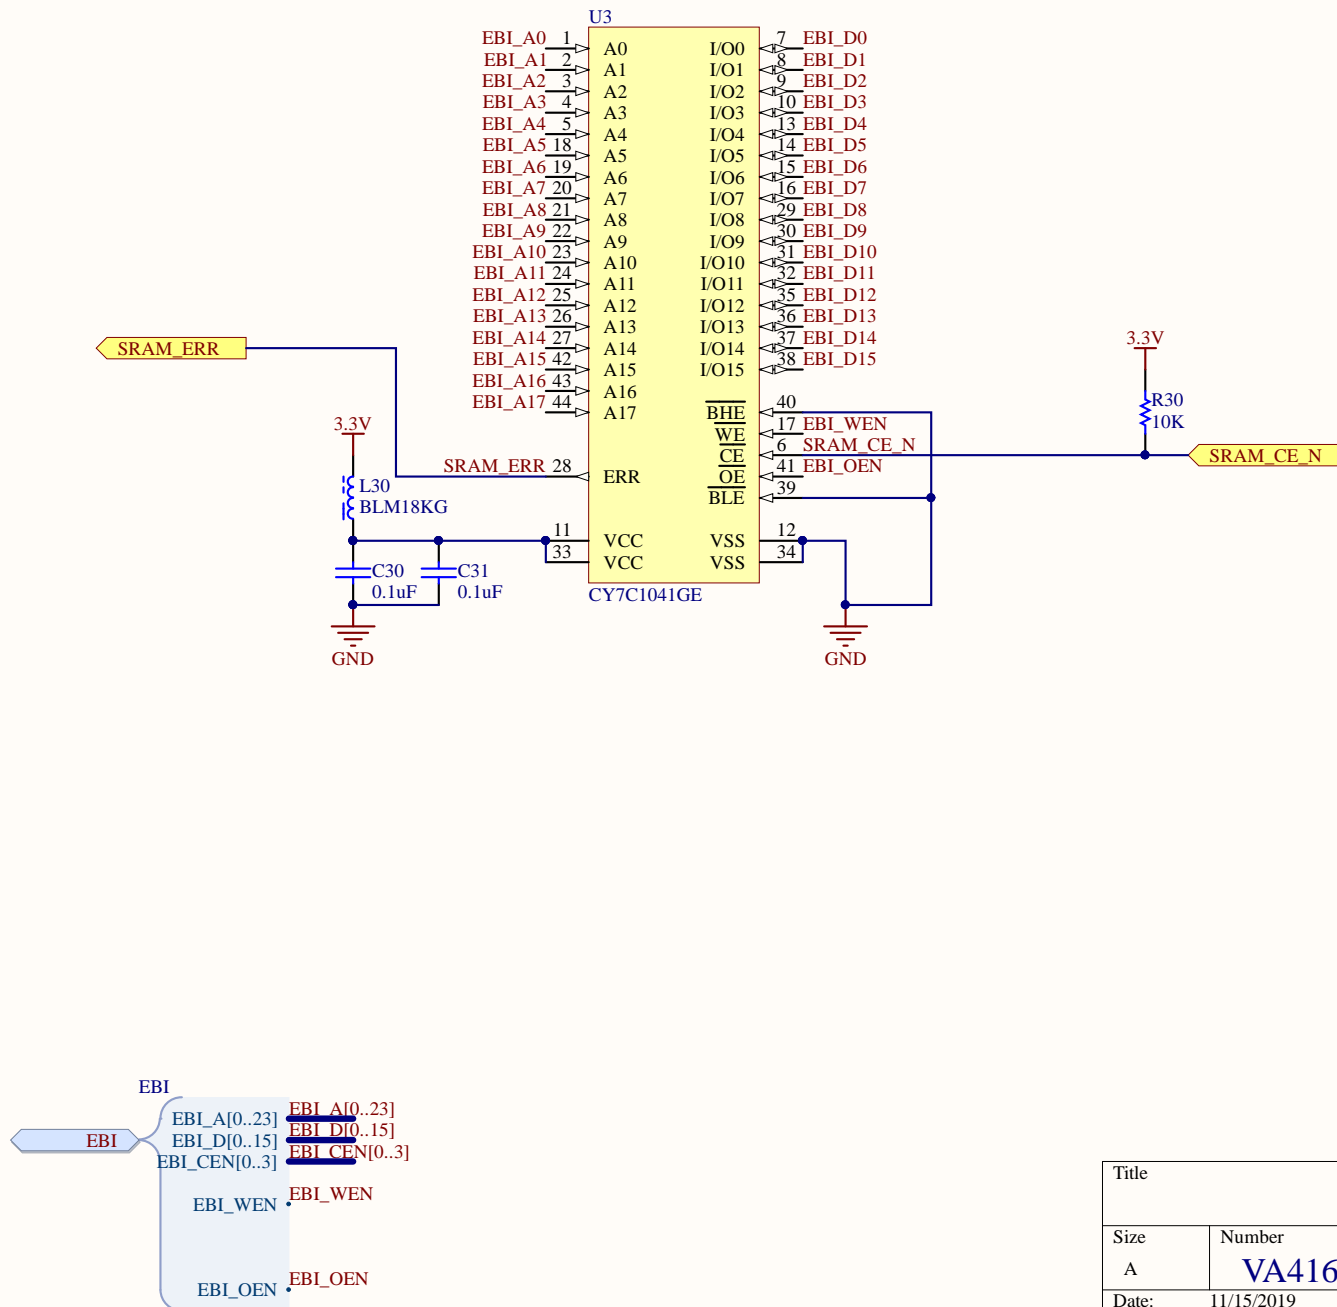 U3
EBI_A0 1 A0 I/O0 7 EBI_D0
EBI_A1 2 A1 I/O1 8 EBI_D1
EBI_A2 3 A2 I/O2 9 EBI_D2
EBI_A3 4 A3 I/O3 10 EBI_D3
EBI_A4 5 A4 I/O4 13 EBI_D4
EBI_A5 18 A5 I/O5 14 EBI_D5
EBI_A6 19 A6 I/O6 15 EBI_D6
EBI_A7 20 A7 I/O7 16 EBI_D7
EBI_A8 21 A8 I/O8 29 EBI_D8
EBI_A9 22 A9 I/O9 30 EBI_D9
EBI_A10 23 A10 I/O10 31 EBI_D10
EBI_A11 24 A11 I/O11 32 EBI_D11
EBI_A12 25 A12 I/O12 35 EBI_D12
EBI_A13 26 A13 I/O13 36 EBI_D13
EBI_A14 27 A14 I/O14 37 EBI_D14
EBI_A15 42 A15 I/O15 38 EBI_D15
EBI_A16 43 A16
EBI_A17 44 A17 BHE 40
WE 17 EBI_WEN
CE 6 SRAM_CE_N
SRAM_ERR 28 ERR OE 41 EBI_OEN
BLE 39
11 VCC VSS 12
33 VCC VSS 34
CY7C1041GE
SRAM_ERR
3.3V
L30
BLM18KG
C30
0.1uF
C31
0.1uF
GND
GND
3.3V
R30
10K
SRAM_CE_N
EBI
EBI
EBI_A[0..23] EBI_A[0..23]
EBI_D[0..15] EBI_D[0..15]
EBI_CEN[0..3] EBI_CEN[0..3]
EBI_WEN EBI_WEN
EBI_OEN EBI_OEN
Title
Size Number
A VA416
Date: 11/15/2019